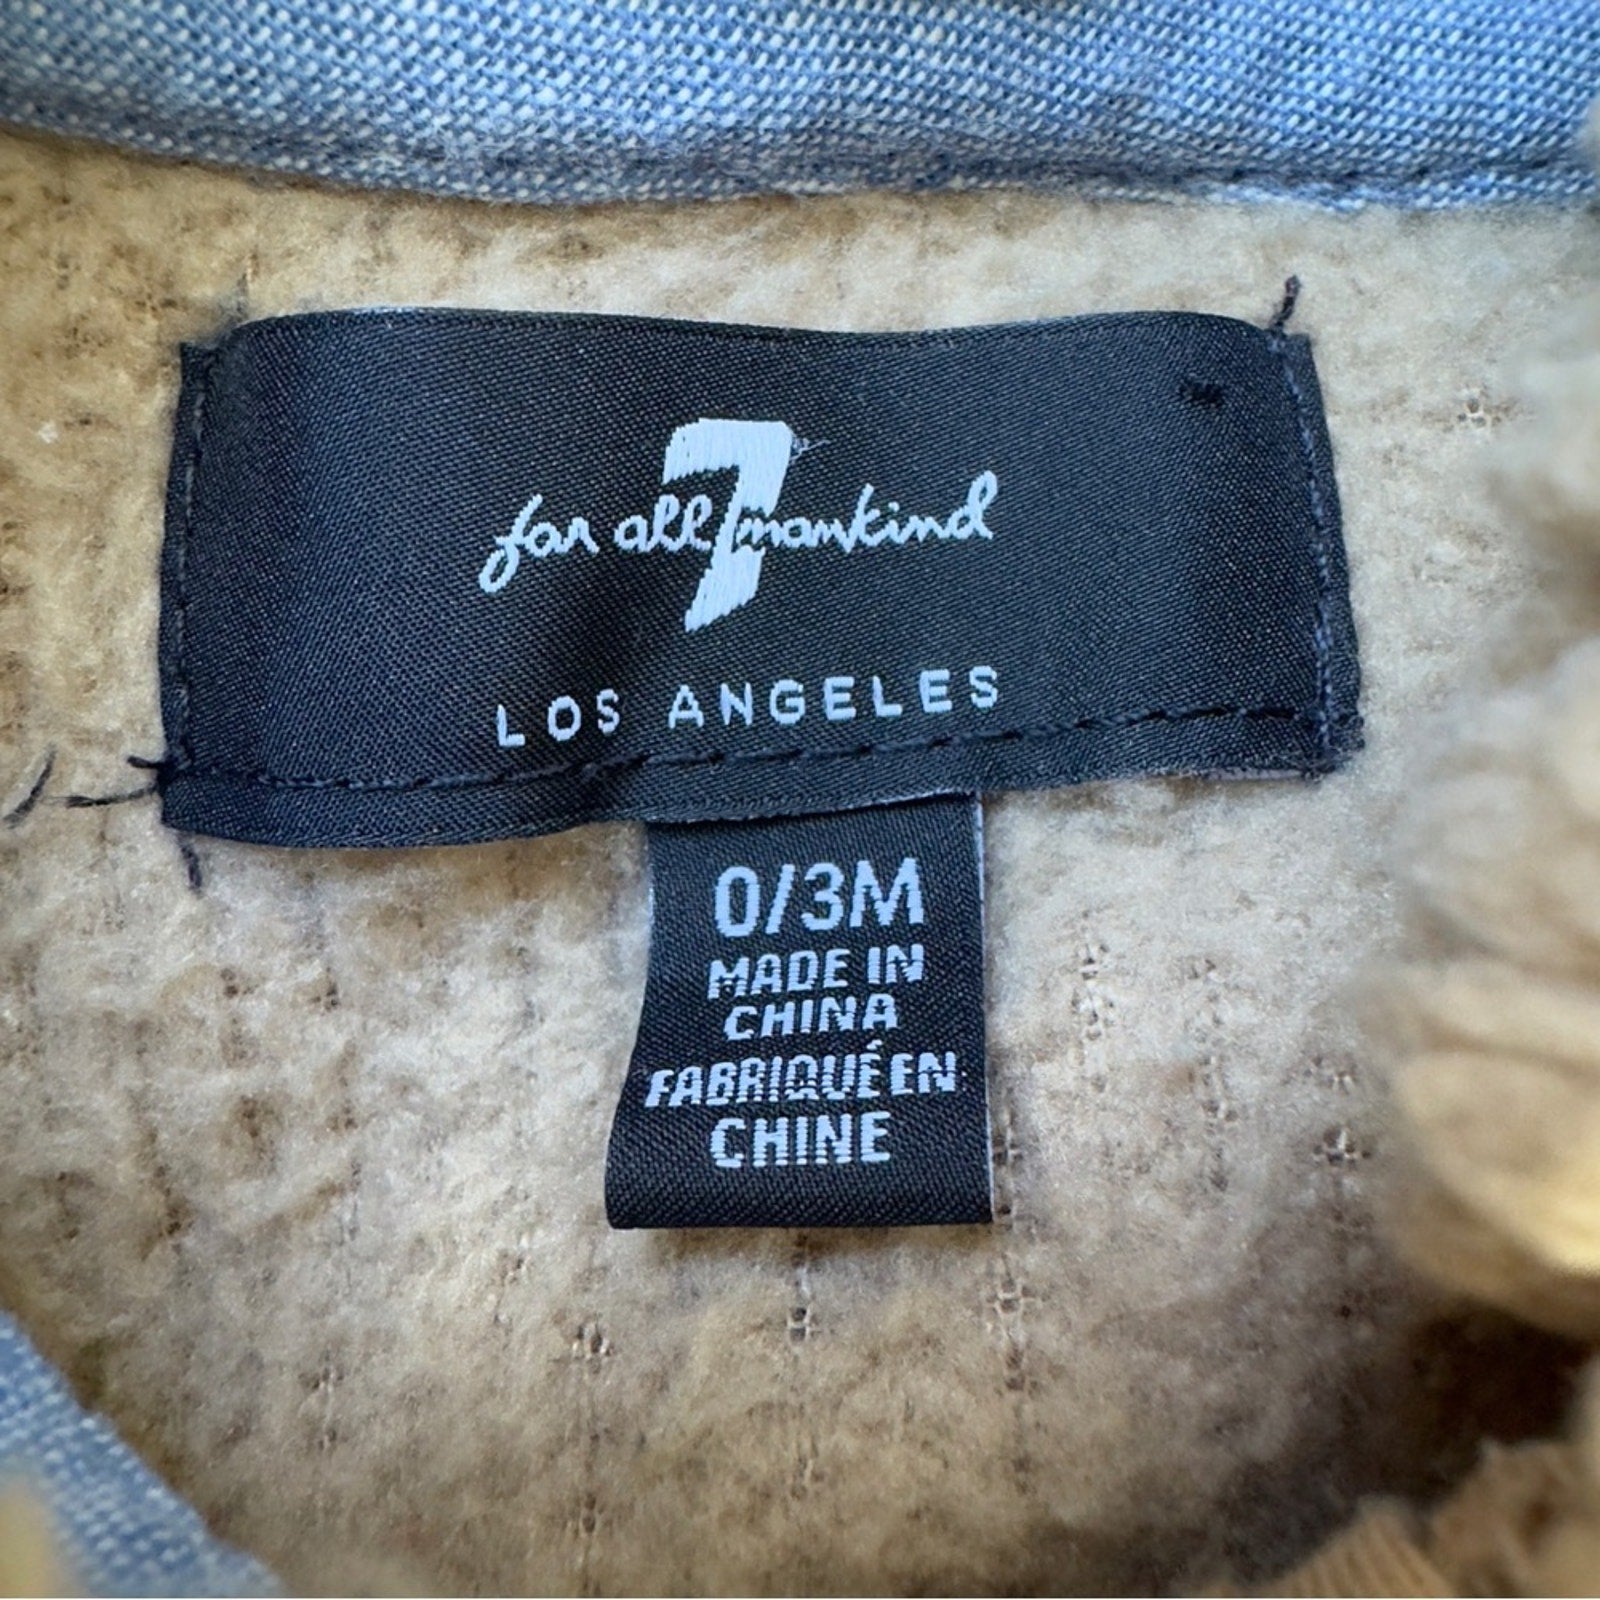 for all 7 mankind
LOS ANGELES
0/3M
MADE IN
CHINA
FABRIQUÉ EN
CHINE